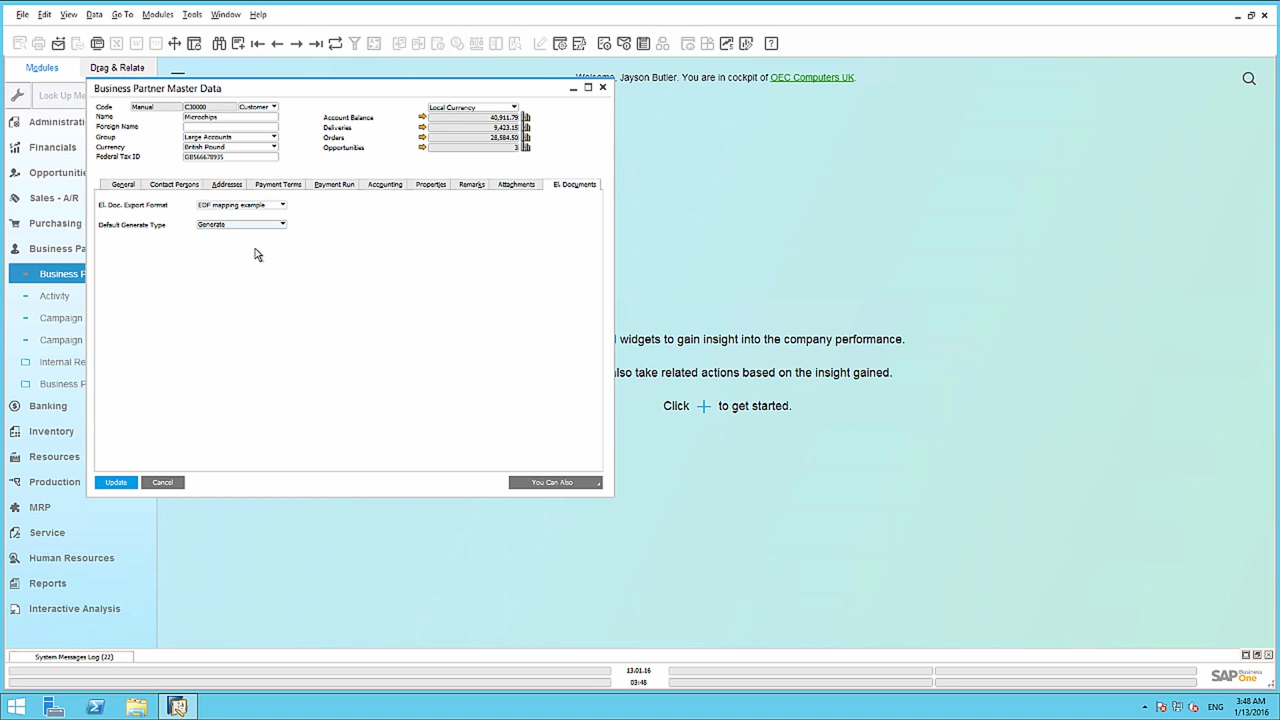 File Edit View Data Go To Modules Tools Window Help
Modules Drag & Relate
Welcome, Jayson Butler. You are in cockpit of OEC Computers UK.
Look Up Me
Administrati
Financials
Opportunitie
Sales - A/R
Purchasing
Business Pa
Business P
Activity
Campaign
Campaign
Internal Re
Business P
Banking
Inventory
Resources
Production
MRP
Service
Human Resources
Reports
Interactive Analysis
Business Partner Master Data
Code Manual C30000 Customer Local Currency
Name Microchips Account Balance 40,911.79
Foreign Name Deliveries 9,423.15
Group Large Accounts Orders 28,584.50
Currency British Pound Opportunities 3
Federal Tax ID GB566678935
General Contact Persons Addresses Payment Terms Payment Run Accounting Properties Remarks Attachments El. Documents
El. Doc. Export Format EDF mapping example
Default Generate Type Generate
Update Cancel You Can Also
widgets to gain insight into the company performance.
also take related actions based on the insight gained.
Click + to get started.
System Messages Log (22)
13.01.16
03:48
SAP Business One
ENG 3:48 AM
1/13/2016